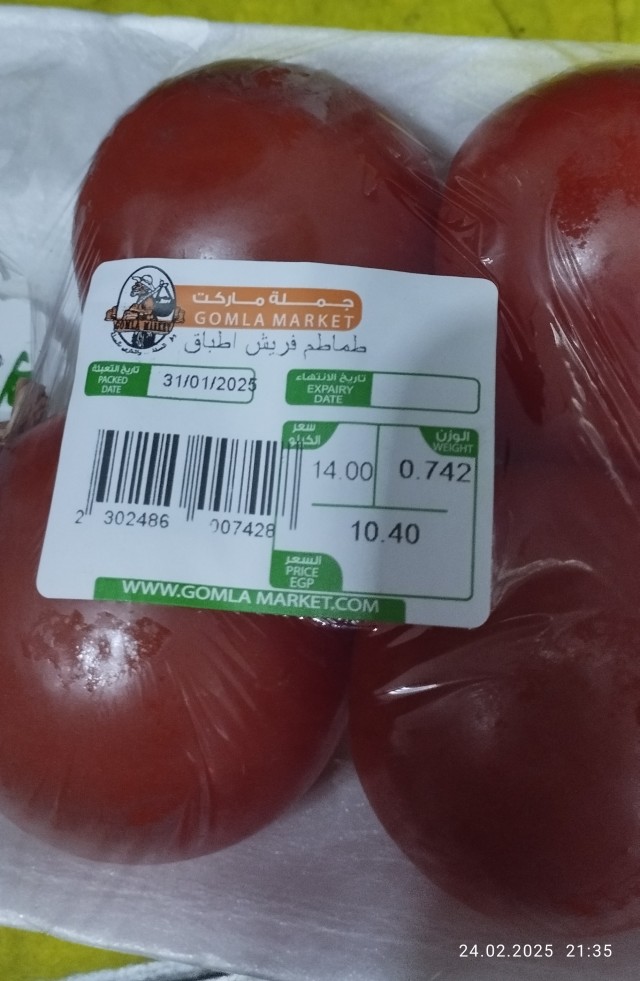 جملة ماركت
GOMLA MARKET
GOMLA MARKET
طماطم فريش اطباق
تاريخ التعبئة
PACKED
DATE
31/01/2025
تاريخ الانتهاء
EXPAIRY
DATE
سعر
الكيلو
الوزن
WEIGHT
14.00
0.742
2 302486 007428
10.40
السعر
PRICE
EGP
WWW.GOMLA MARKET.COM
24.02.2025 21:35